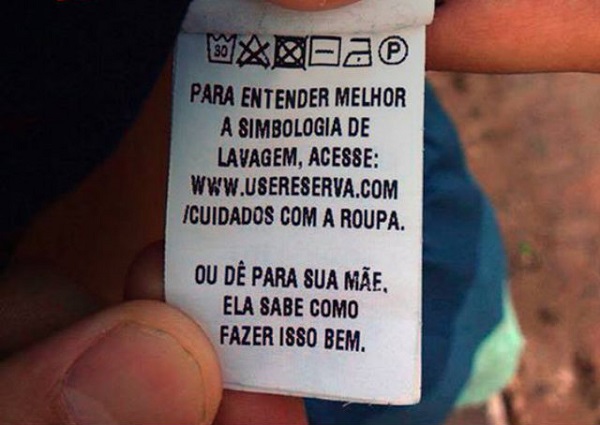 30 P
PARA ENTENDER MELHOR
A SIMBOLOGIA DE
LAVAGEM, ACESSE:
WWW.USERESERVA.COM
/CUIDADOS COM A ROUPA.
OU DÊ PARA SUA MÃE,
ELA SABE COMO
FAZER ISSO BEM.